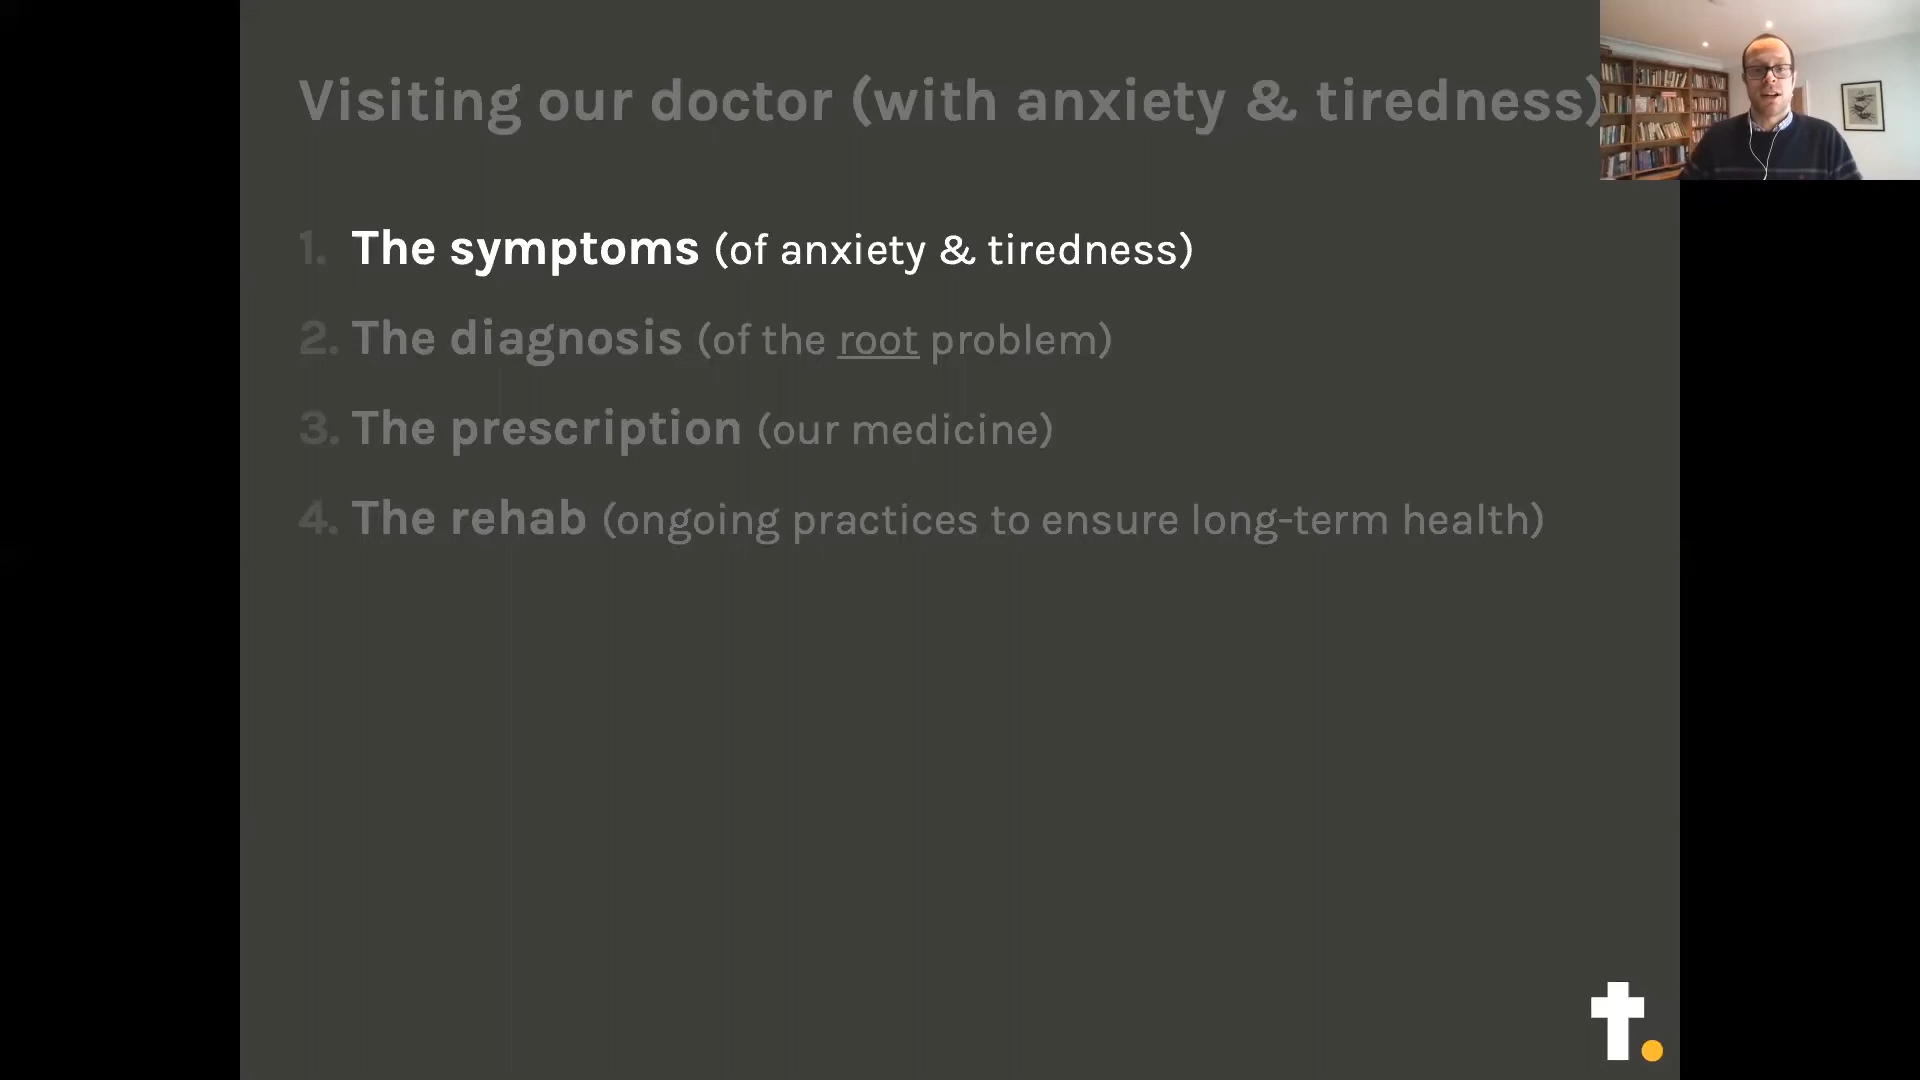 Visiting our doctor (with anxiety & tiredness)
1. The symptoms (of anxiety & tiredness)
2. The diagnosis (of the root problem)
3. The prescription (our medicine)
4. The rehab (ongoing practices to ensure long-term health)
t.